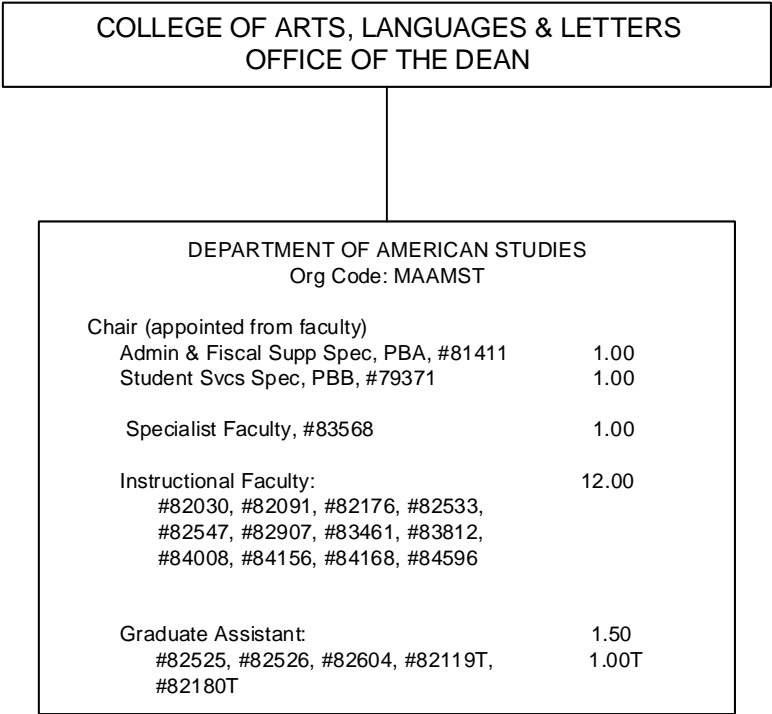 COLLEGE OF ARTS, LANGUAGES & LETTERS
OFFICE OF THE DEAN
DEPARTMENT OF AMERICAN STUDIES
Org Code: MAAMST
Chair (appointed from faculty)
Admin & Fiscal Supp Spec, PBA, #81411 1.00
Student Svcs Spec, PBB, #79371 1.00
Specialist Faculty, #83568 1.00
Instructional Faculty: 12.00
#82030, #82091, #82176, #82533,
#82547, #82907, #83461, #83812,
#84008, #84156, #84168, #84596
Graduate Assistant: 1.50
#82525, #82526, #82604, #82119T, 1.00T
#82180T